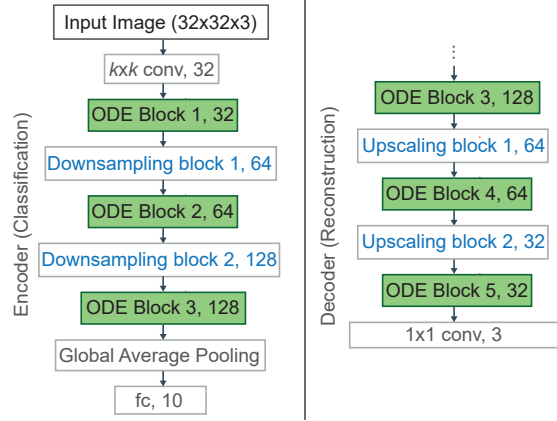 Input Image (32x32x3)
kxk conv, 32
ODE Block 1, 32
Downsampling block 1, 64
ODE Block 2, 64
Downsampling block 2, 128
ODE Block 3, 128
Global Average Pooling
fc, 10
Encoder (Classification)
⋮
ODE Block 3, 128
Upscaling block 1, 64
ODE Block 4, 64
Upscaling block 2, 32
ODE Block 5, 32
1x1 conv, 3
Decoder (Reconstruction)